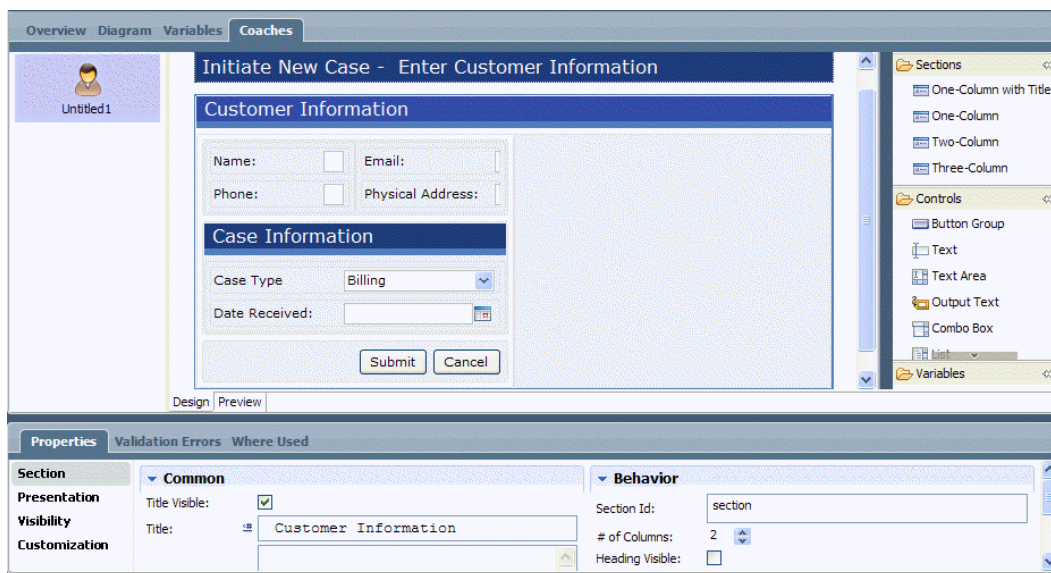 Overview Diagram Variables Coaches
Untitled1
Initiate New Case - Enter Customer Information
Customer Information
Name: Email:
Phone: Physical Address:
Case Information
Case Type Billing
Date Received:
Submit Cancel
Design Preview
Sections
One-Column with Title
One-Column
Two-Column
Three-Column
Controls
Button Group
Text
Text Area
Output Text
Combo Box
List
Variables
Properties Validation Errors Where Used
Section
Presentation
Visibility
Customization
Common
Title Visible:
Title: Customer Information
Behavior
Section Id: section
# of Columns: 2
Heading Visible: